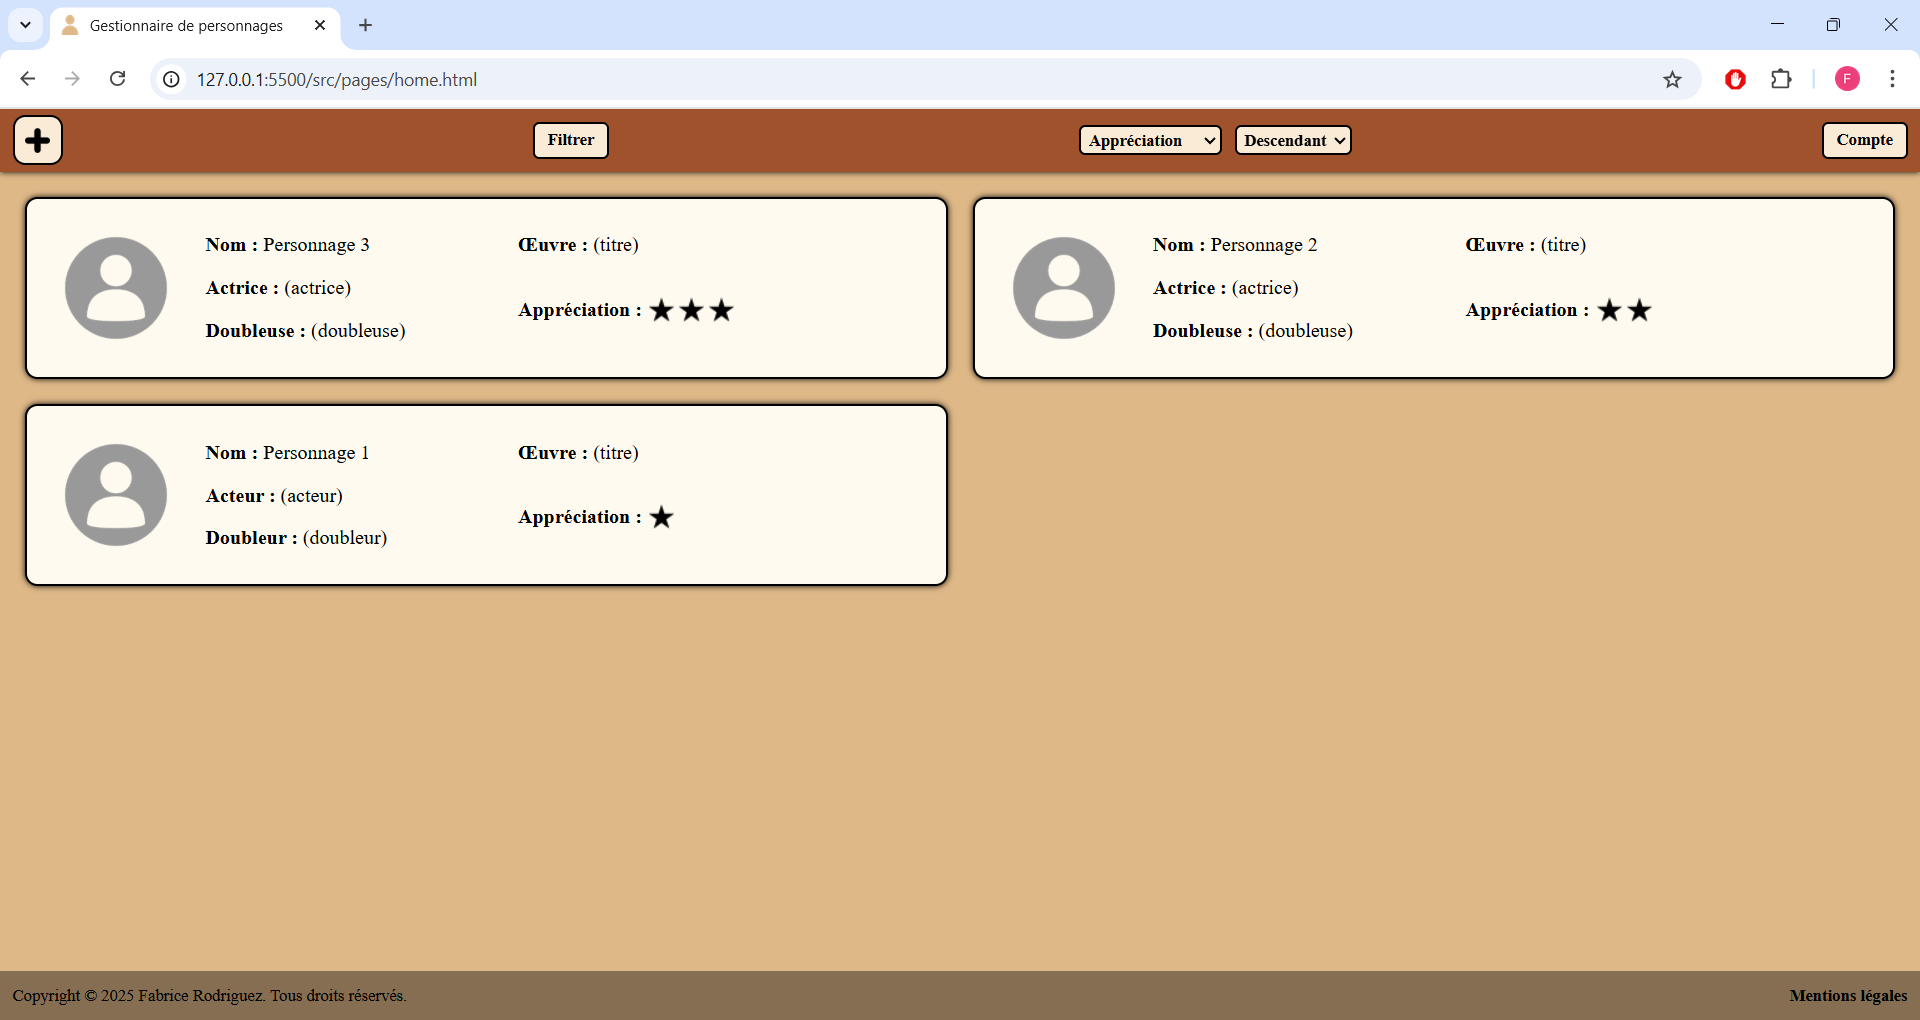 Gestionnaire de personnages
127.0.0.1:5500/src/pages/home.html
F
Filtrer
Appréciation
Descendant
Compte
Nom : Personnage 3
Actrice : (actrice)
Doubleuse : (doubleuse)
Œuvre : (titre)
Appréciation : ★★★
Nom : Personnage 2
Actrice : (actrice)
Doubleuse : (doubleuse)
Œuvre : (titre)
Appréciation : ★★
Nom : Personnage 1
Acteur : (acteur)
Doubleur : (doubleur)
Œuvre : (titre)
Appréciation : ★
Copyright © 2025 Fabrice Rodriguez. Tous droits réservés.
Mentions légales